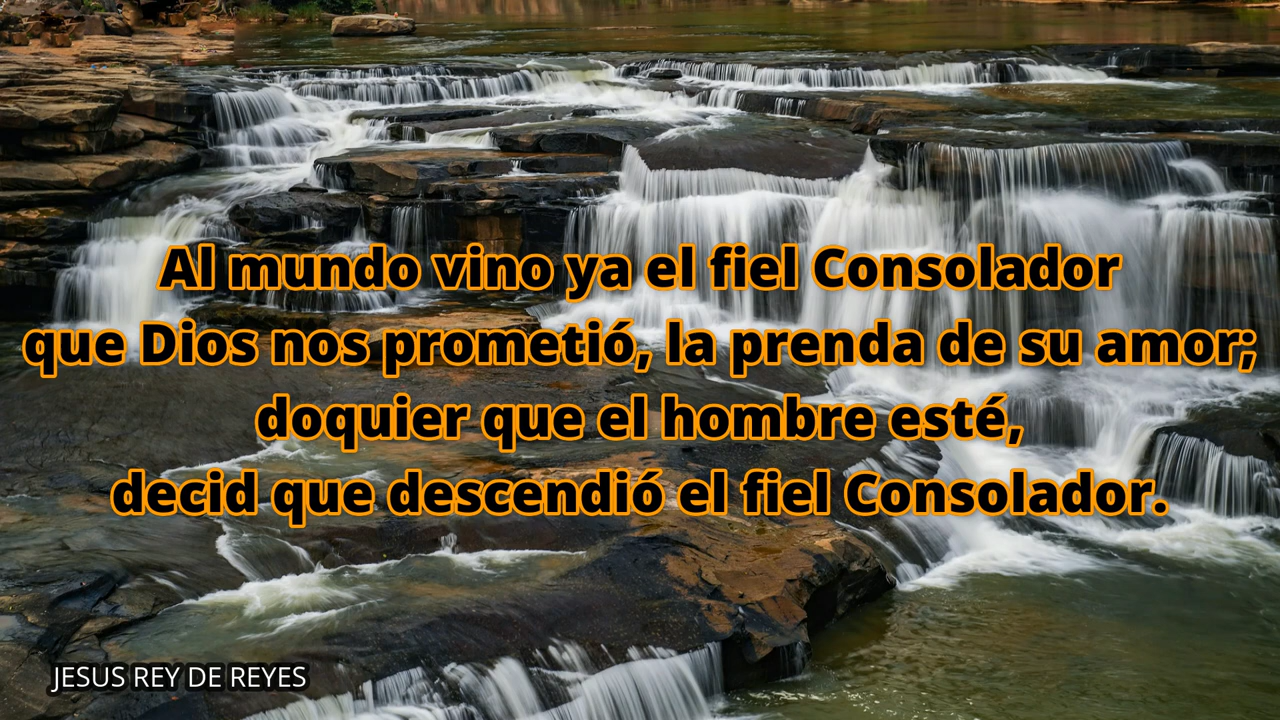 Al mundo vino ya el fiel Consolador
que Dios nos prometió, la prenda de su amor;
doquier que el hombre esté,
decid que descendió el fiel Consolador.
JESUS REY DE REYES